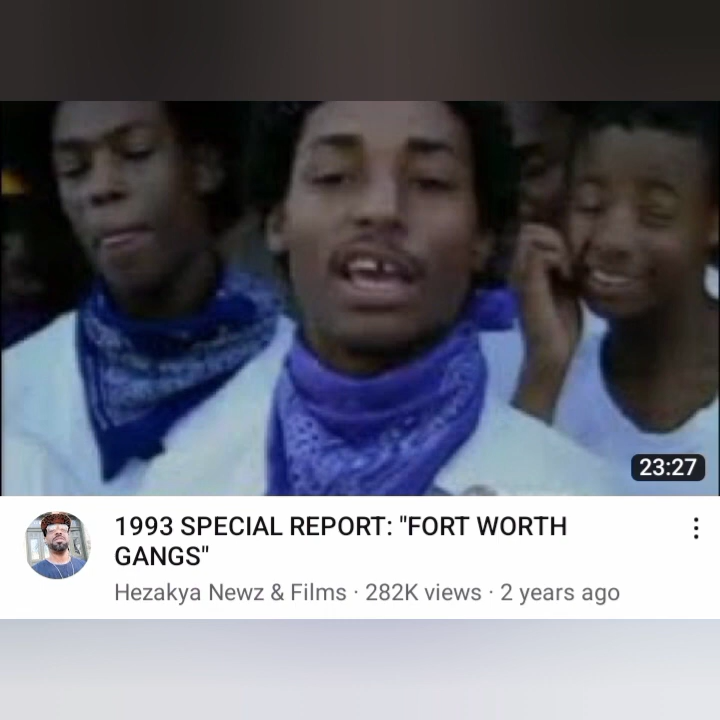 23:27
1993 SPECIAL REPORT: "FORT WORTH
GANGS"
Hezakya Newz & Films · 282K views · 2 years ago